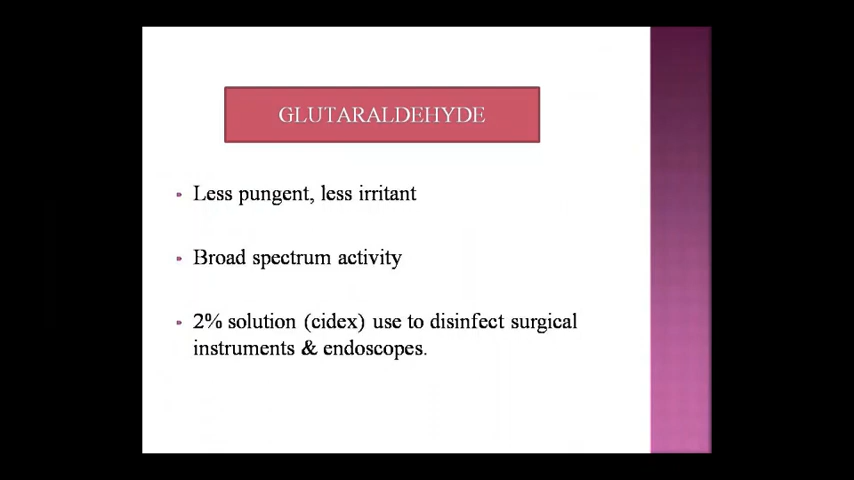 GLUTARALDEHYDE
Less pungent, less irritant
Broad spectrum activity
2% solution (cidex) use to disinfect surgical
instruments & endoscopes.